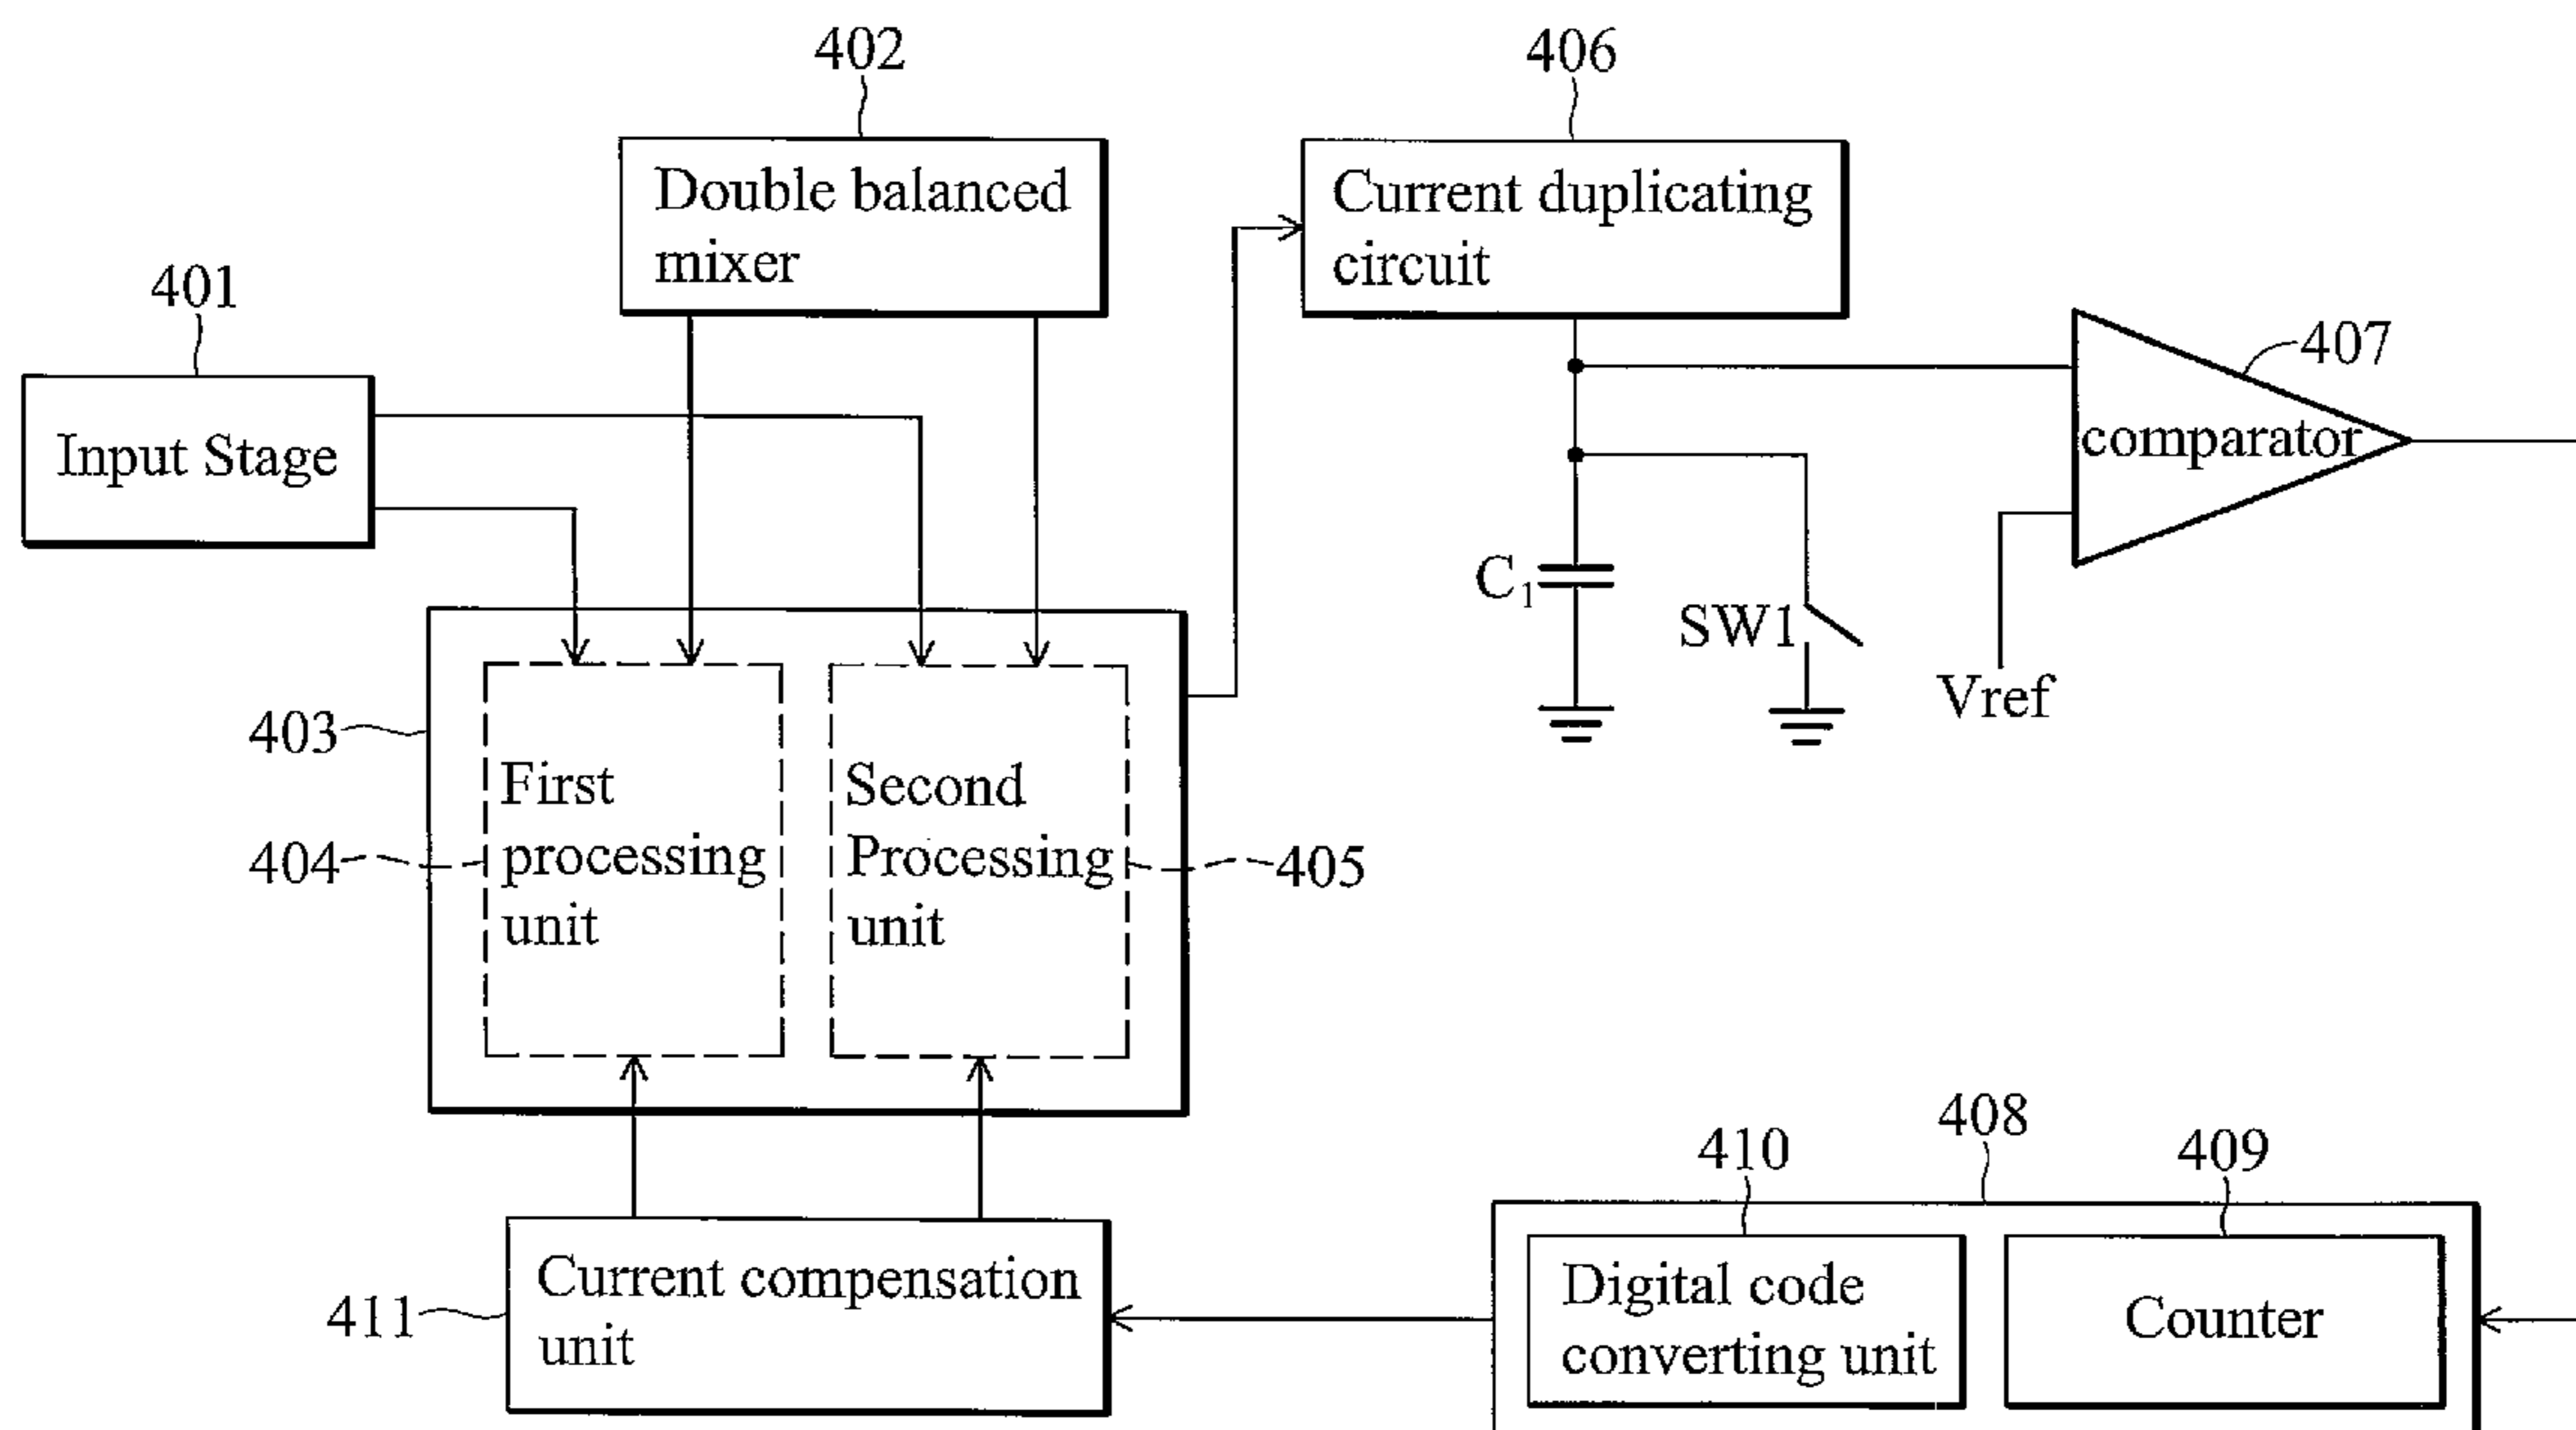 402
406
Double balanced
mixer
Current duplicating
circuit
401
407
Input Stage
comparator
C1
SW1
Vref
403
First
processing
unit
Second
Processing
unit
404
405
408
410
409
Current compensation
unit
411
Digital code
converting unit
Counter